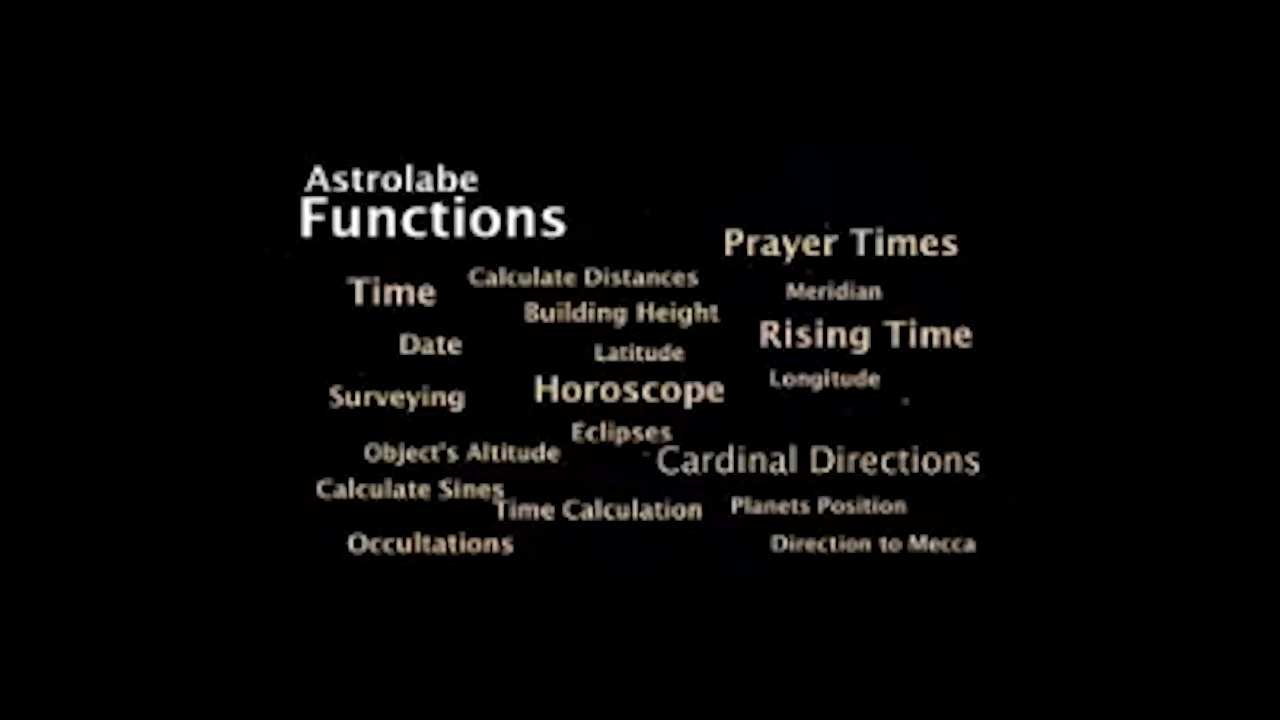 Astrolabe
Functions
Prayer Times
Calculate Distances
Time
Meridian
Building Height
Rising Time
Date
Latitude
Longitude
Horoscope
Surveying
Eclipses
Object's Altitude
Cardinal Directions
Calculate Sines
Time Calculation
Planets Position
Occultations
Direction to Mecca